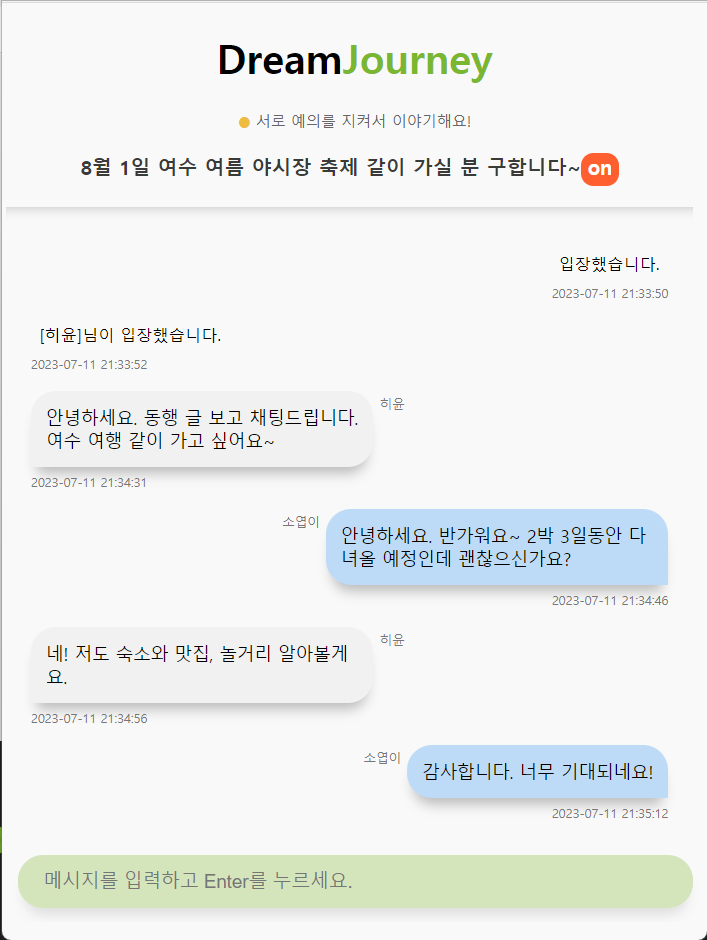 DreamJourney
서로 예의를 지켜서 이야기해요!
8월 1일 여수 여름 야시장 축제 같이 가실 분 구합니다~on
입장했습니다.
2023-07-11 21:33:50
[히윤]님이 입장했습니다.
2023-07-11 21:33:52
안녕하세요. 동행 글 보고 채팅드립니다. 히윤
여수 여행 같이 가고 싶어요~
2023-07-11 21:34:31
소엽이 안녕하세요. 반가워요~ 2박 3일동안 다
녀올 예정인데 괜찮으신가요?
2023-07-11 21:34:46
네! 저도 숙소와 맛집, 놀거리 알아볼게 히윤
요.
2023-07-11 21:34:56
소엽이 감사합니다. 너무 기대되네요!
2023-07-11 21:35:12
메시지를 입력하고 Enter를 누르세요.